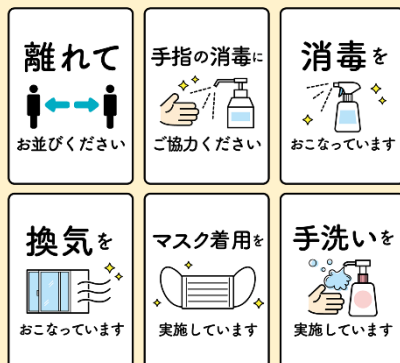 離れて
お並びください
手指の消毒に
ご協力ください
消毒を
おこなっています
換気を
おこなっています
マスク着用を
実施しています
手洗いを
実施しています